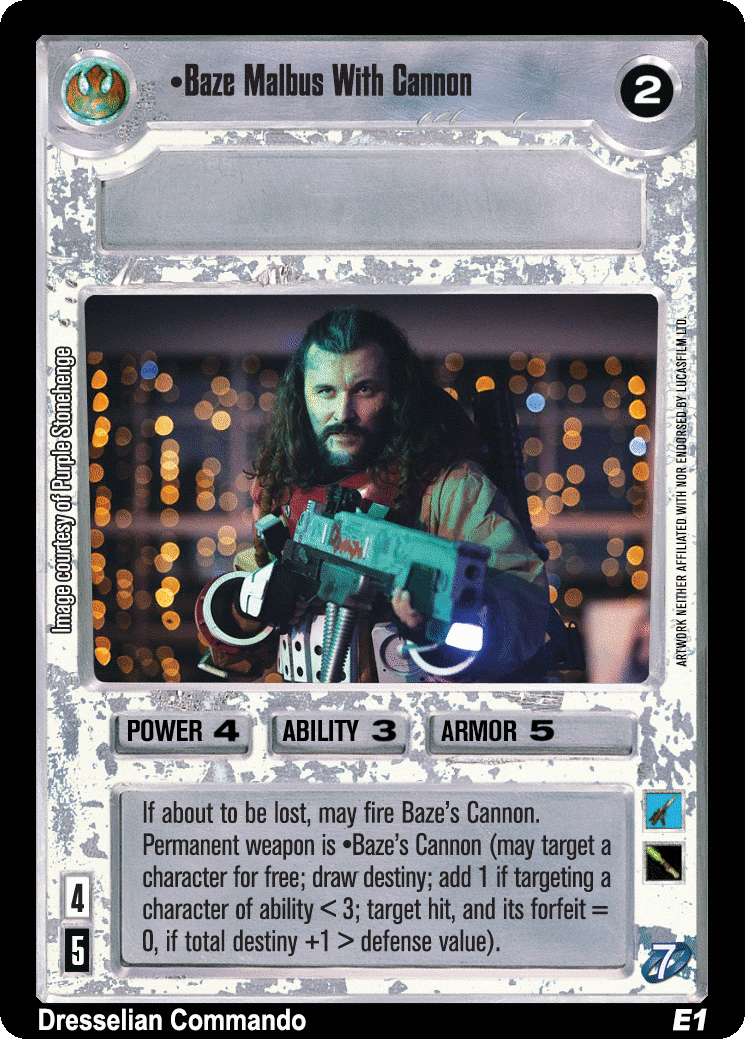 •Baze Malbus With Cannon
2
Image courtesy of Purple Stonehenge
ARTWORK NEITHER AFFILIATED WITH NOR ENDORSED BY LUCASFILM LTD.
POWER 4 ABILITY 3 ARMOR 5
If about to be lost, may fire Baze's Cannon.
Permanent weapon is •Baze's Cannon (may target a
character for free; draw destiny; add 1 if targeting a
character of ability < 3; target hit, and its forfeit =
0, if total destiny +1 > defense value).
4
5
7
Dresselian Commando E1